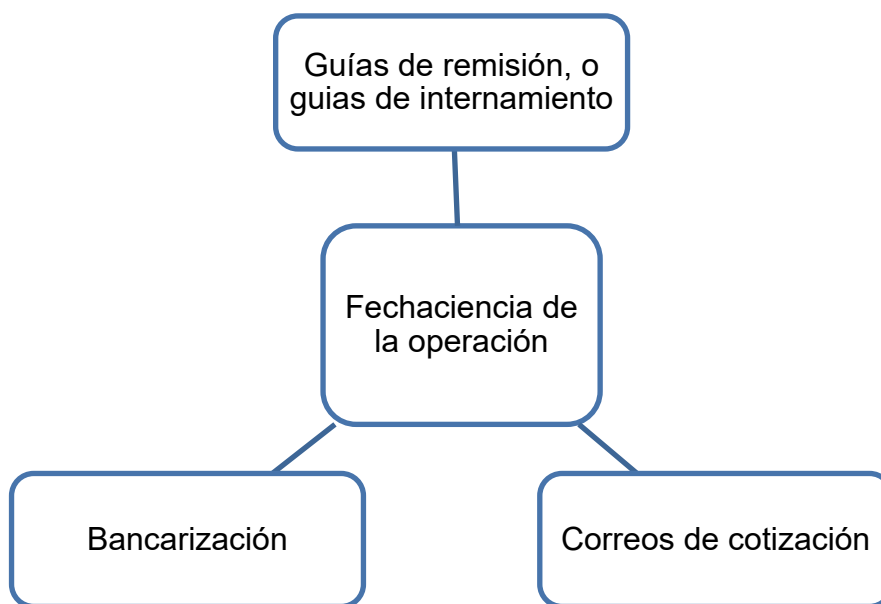 Guías de remisión, o
guias de internamiento
Fechaciencia de
la operación
Bancarización
Correos de cotización